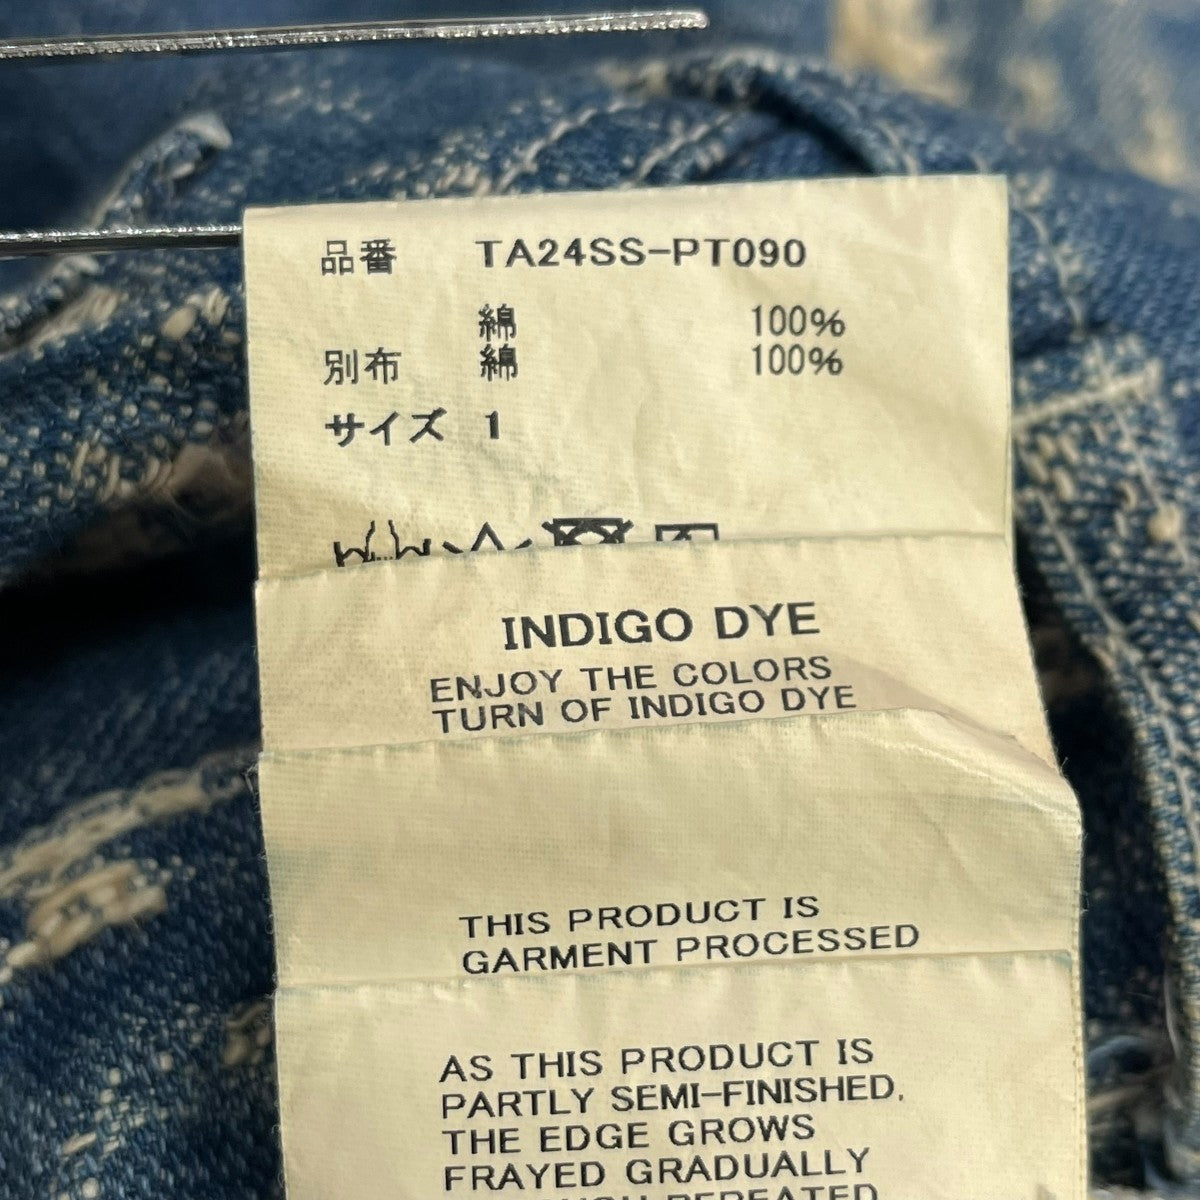 品番 TA24SS-PT090
綿 100%
別布 綿 100%
サイズ 1
INDIGO DYE
ENJOY THE COLORS
TURN OF INDIGO DYE
THIS PRODUCT IS
GARMENT PROCESSED
AS THIS PRODUCT IS
PARTLY SEMI-FINISHED,
THE EDGE GROWS
FRAYED GRADUALLY
REPEATED